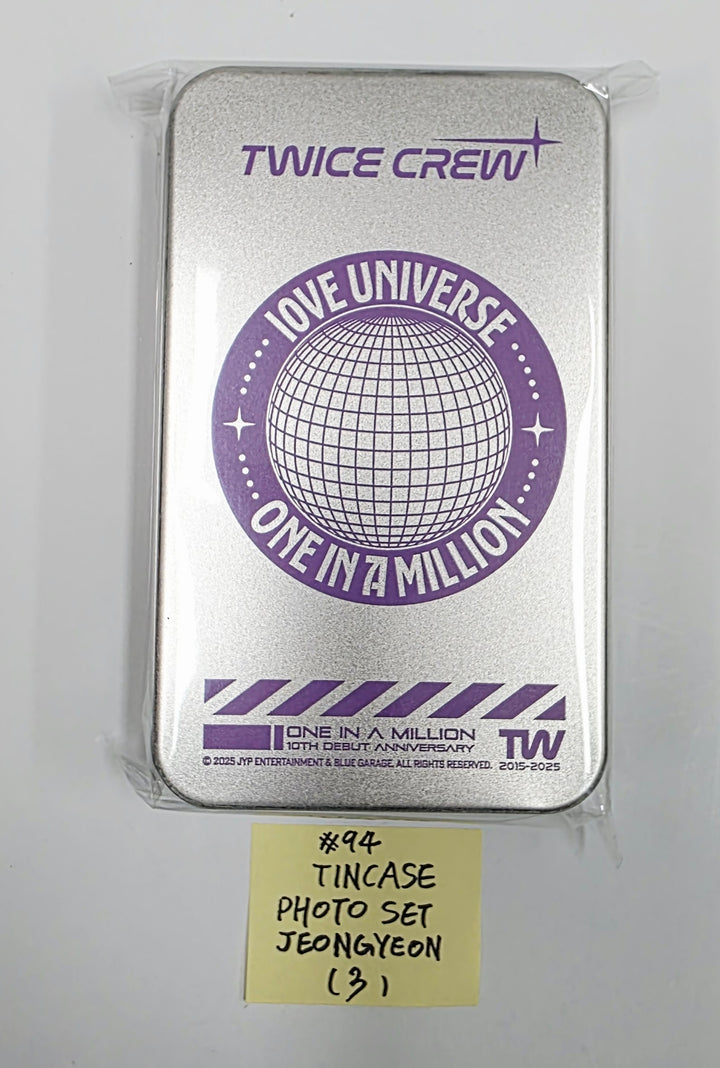 TWICE CREW
10VE UNIVERSE
ONE IN A MILLION
ONE IN A MILLION
10TH DEBUT ANNIVERSARY
TW
© 2025 JYP ENTERTAINMENT & BLUE GARAGE. ALL RIGHTS RESERVED. 2015-2025
#94
TINCASE
PHOTO SET
JEONGYEON
(3)